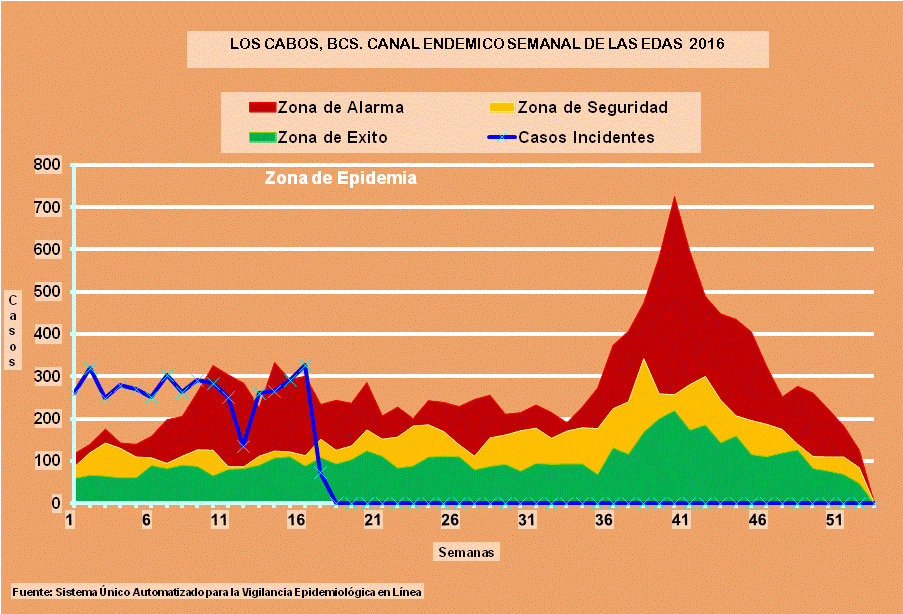 LOS CABOS, BCS. CANAL ENDEMICO SEMANAL DE LAS EDAS 2016
Zona de Alarma
Zona de Seguridad
Zona de Exito
Casos Incidentes
Zona de Epidemia
800
700
600
500
400
300
200
100
0
Casos
1 6 11 16 21 26 31 36 41 46 51
Semanas
Fuente: Sistema Único Automatizado para la Vigilancia Epidemiológica en Línea